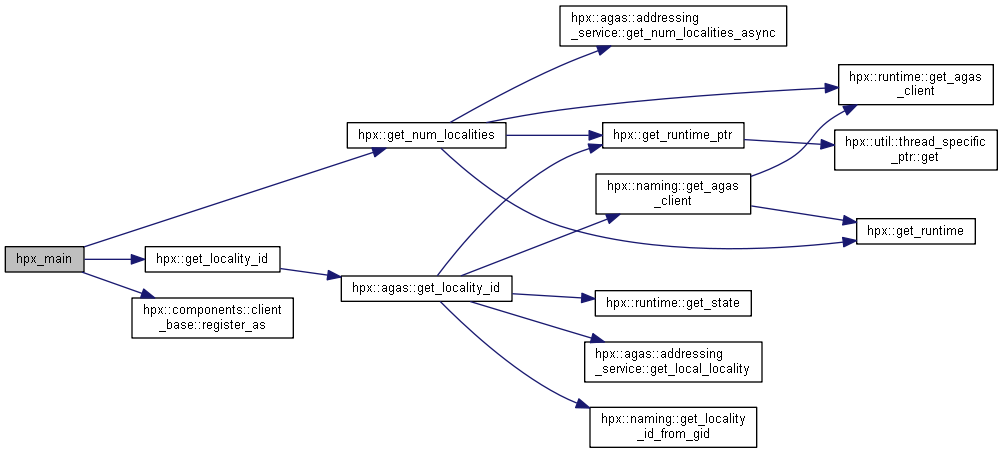 hpx::agas::addressing
_service::get_num_localities_async
hpx::runtime::get_agas
_client
hpx::get_num_localities
hpx::get_runtime_ptr
hpx::util::thread_specific
_ptr::get
hpx::naming::get_agas
_client
hpx::get_runtime
hpx_main
hpx::get_locality_id
hpx::agas::get_locality_id
hpx::runtime::get_state
hpx::components::client
_base::register_as
hpx::agas::addressing
_service::get_local_locality
hpx::naming::get_locality
_id_from_gid